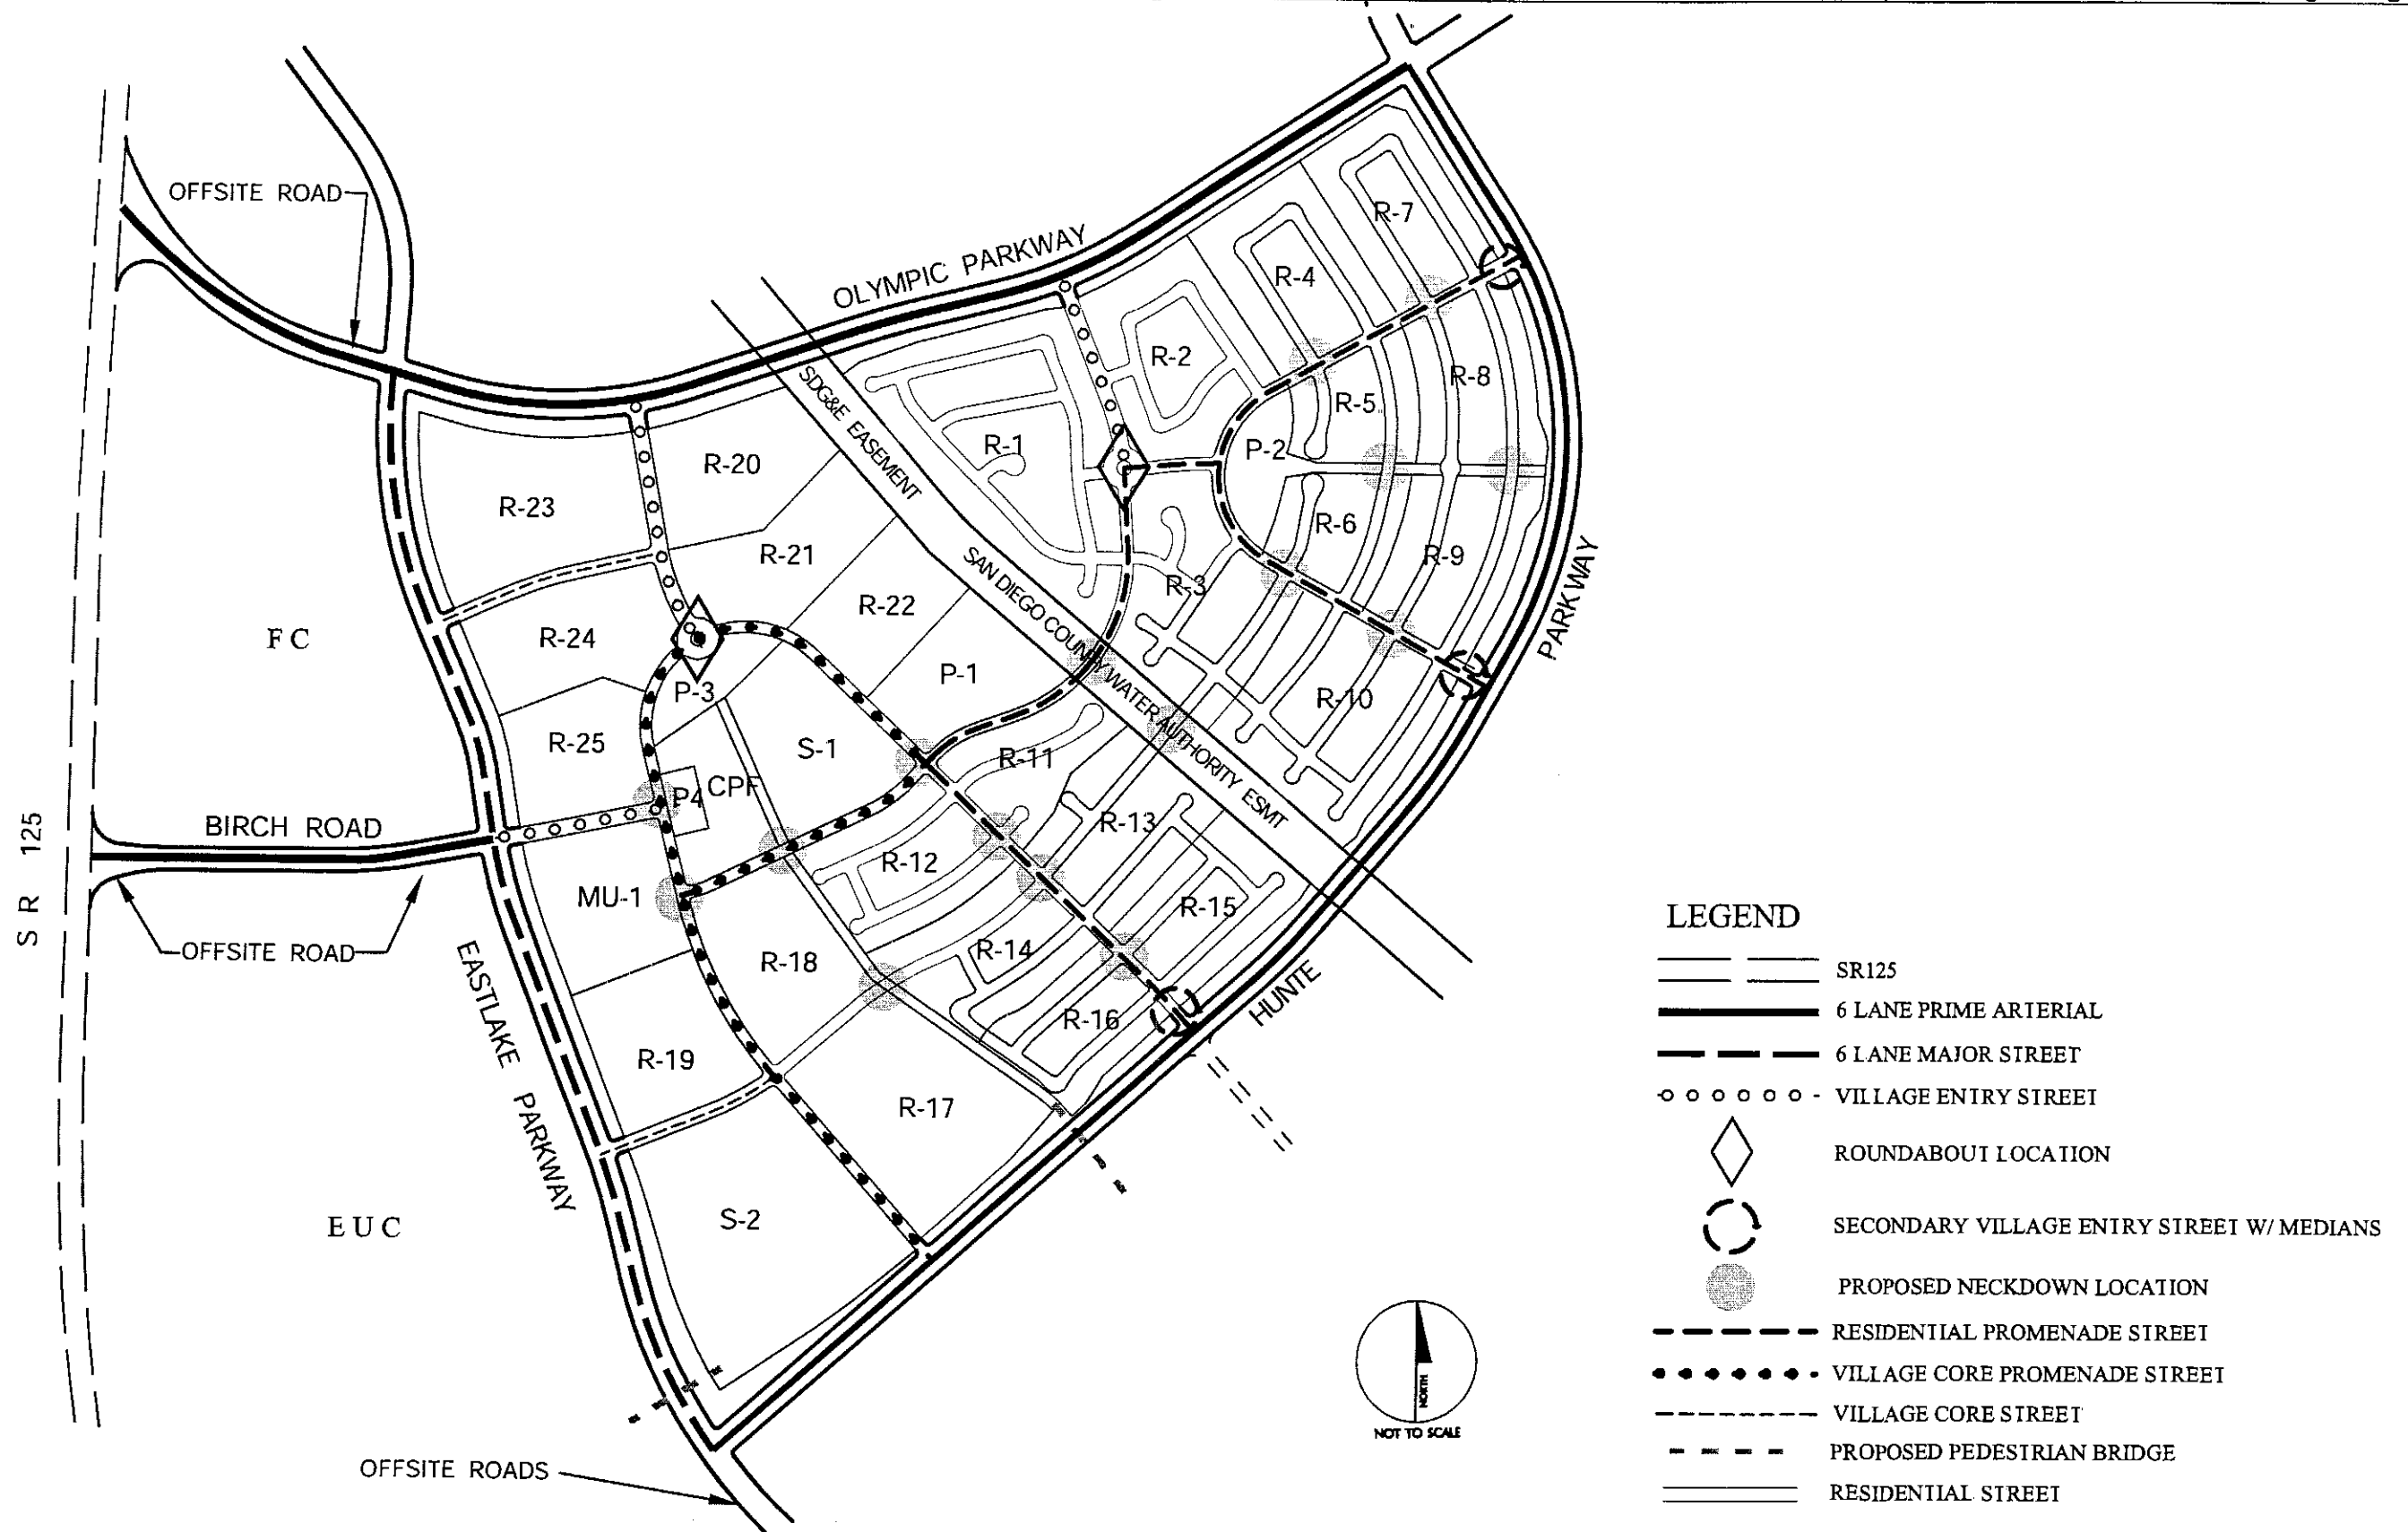 OFFSITE ROAD
OLYMPIC PARKWAY
R-7
R-4
R-2
R-8
R-5
R-1
P-2
SDG&E EASEMENT
R-20
R-23
R-6
R-21
R-9
R-3
R-22
SAN DIEGO COUNTY WATER AUTHORITY ESMT
PARKWAY
F C
R-24
P-1
P-3
R-10
R-25
S-1
R-11
CPF
P4
S R 125
BIRCH ROAD
R-13
R-12
MU-1
OFFSITE ROAD
R-15
R-14
R-18
EASTLAKE PARKWAY
HUNTE
R-16
R-19
R-17
S-2
E U C
OFFSITE ROADS
NORTH
NOT TO SCALE
LEGEND
SR125
6 LANE PRIME ARTERIAL
6 LANE MAJOR STREET
VILLAGE ENTRY STREET
ROUNDABOUT LOCATION
SECONDARY VILLAGE ENTRY STREET W/ MEDIANS
PROPOSED NECKDOWN LOCATION
RESIDENTIAL PROMENADE STREET
VILLAGE CORE PROMENADE STREET
VILLAGE CORE STREET
PROPOSED PEDESTRIAN BRIDGE
RESIDENTIAL STREET